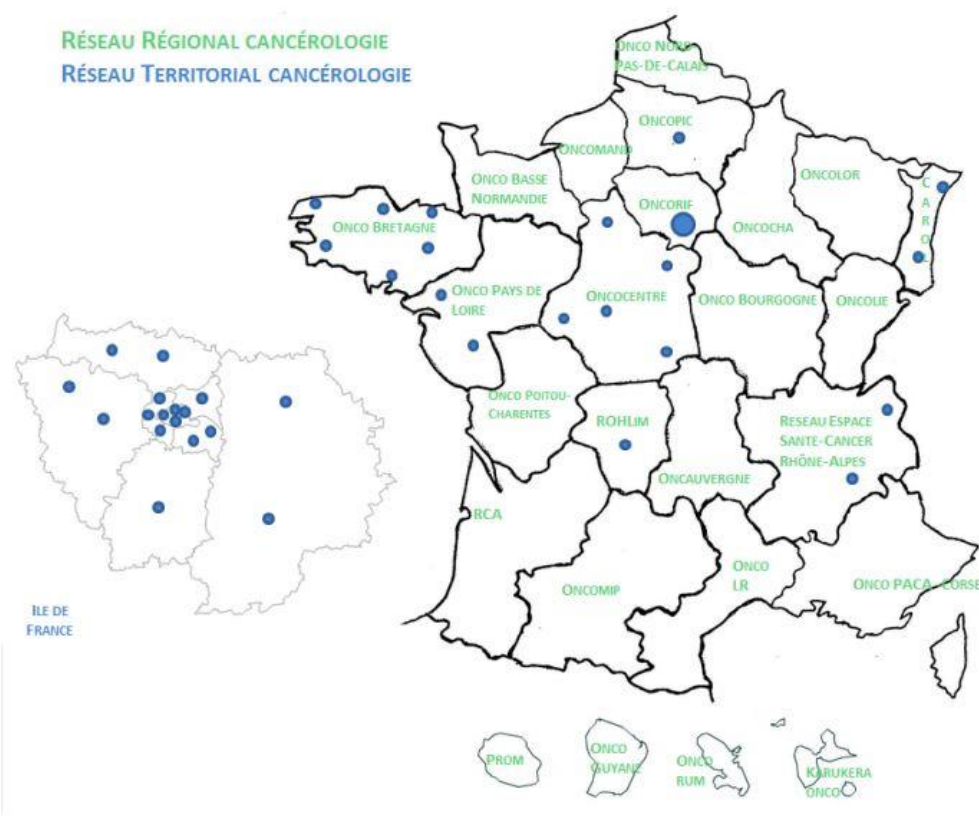 RÉSEAU RÉGIONAL CANCÉROLOGIE
RÉSEAU TERRITORIAL CANCÉROLOGIE
ONCO NORD-
PAS-DE-CALAIS
ONCOPIC
ONCOMAND
ONCO BASSE
NORMANDIE
ONCORIF
ONCOCHA
ONCOLOR
CAROL
ONCO BRETAGNE
ONCO PAYS DE
LOIRE
ONCOCENTRE
ONCO BOURGOGNE
ONCOLIE
ONCO POITOU-
CHARENTES
ROHLIM
RESEAU ESPACE
SANTE-CANCER
RHÔNE-ALPES
ONCAUVERGNE
RCA
ONCOMIP
ONCO
LR
ONCO PACA-CORSE
ILE DE
FRANCE
PROM
ONCO
GUYANE
ONCO
RUM
KARUKERA
ONCO